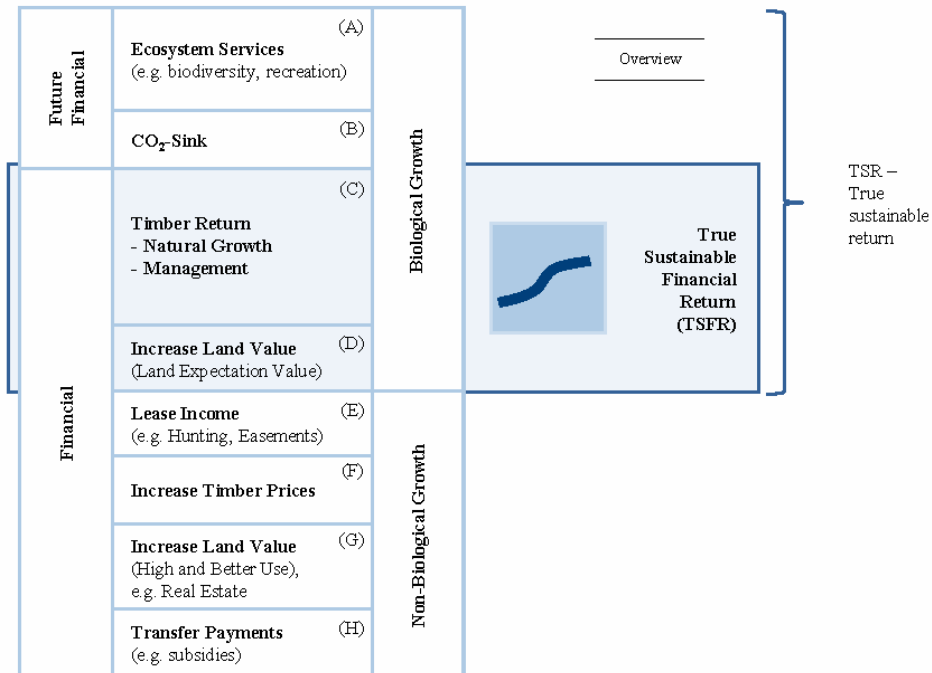 Future
Financial
(A)
Ecosystem Services
(e.g. biodiversity, recreation)
(B)
CO₂-Sink
Financial
(C)
Timber Return
- Natural Growth
- Management
(D)
Increase Land Value
(Land Expectation Value)
(E)
Lease Income
(e.g. Hunting, Easements)
(F)
Increase Timber Prices
(G)
Increase Land Value
(High and Better Use),
e.g. Real Estate
(H)
Transfer Payments
(e.g. subsidies)
Biological Growth
Non-Biological Growth
Overview
True
Sustainable
Financial
Return
(TSFR)
TSR –
True
sustainable
return